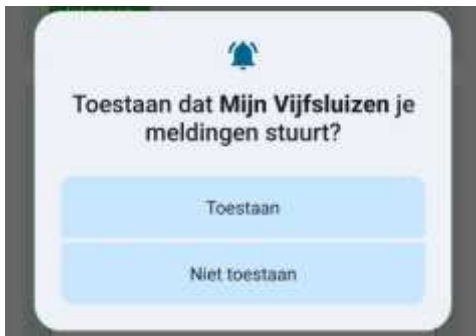 Toestaan dat Mijn Vijfsluizen je
meldingen stuurt?
Toestaan
Niet toestaan